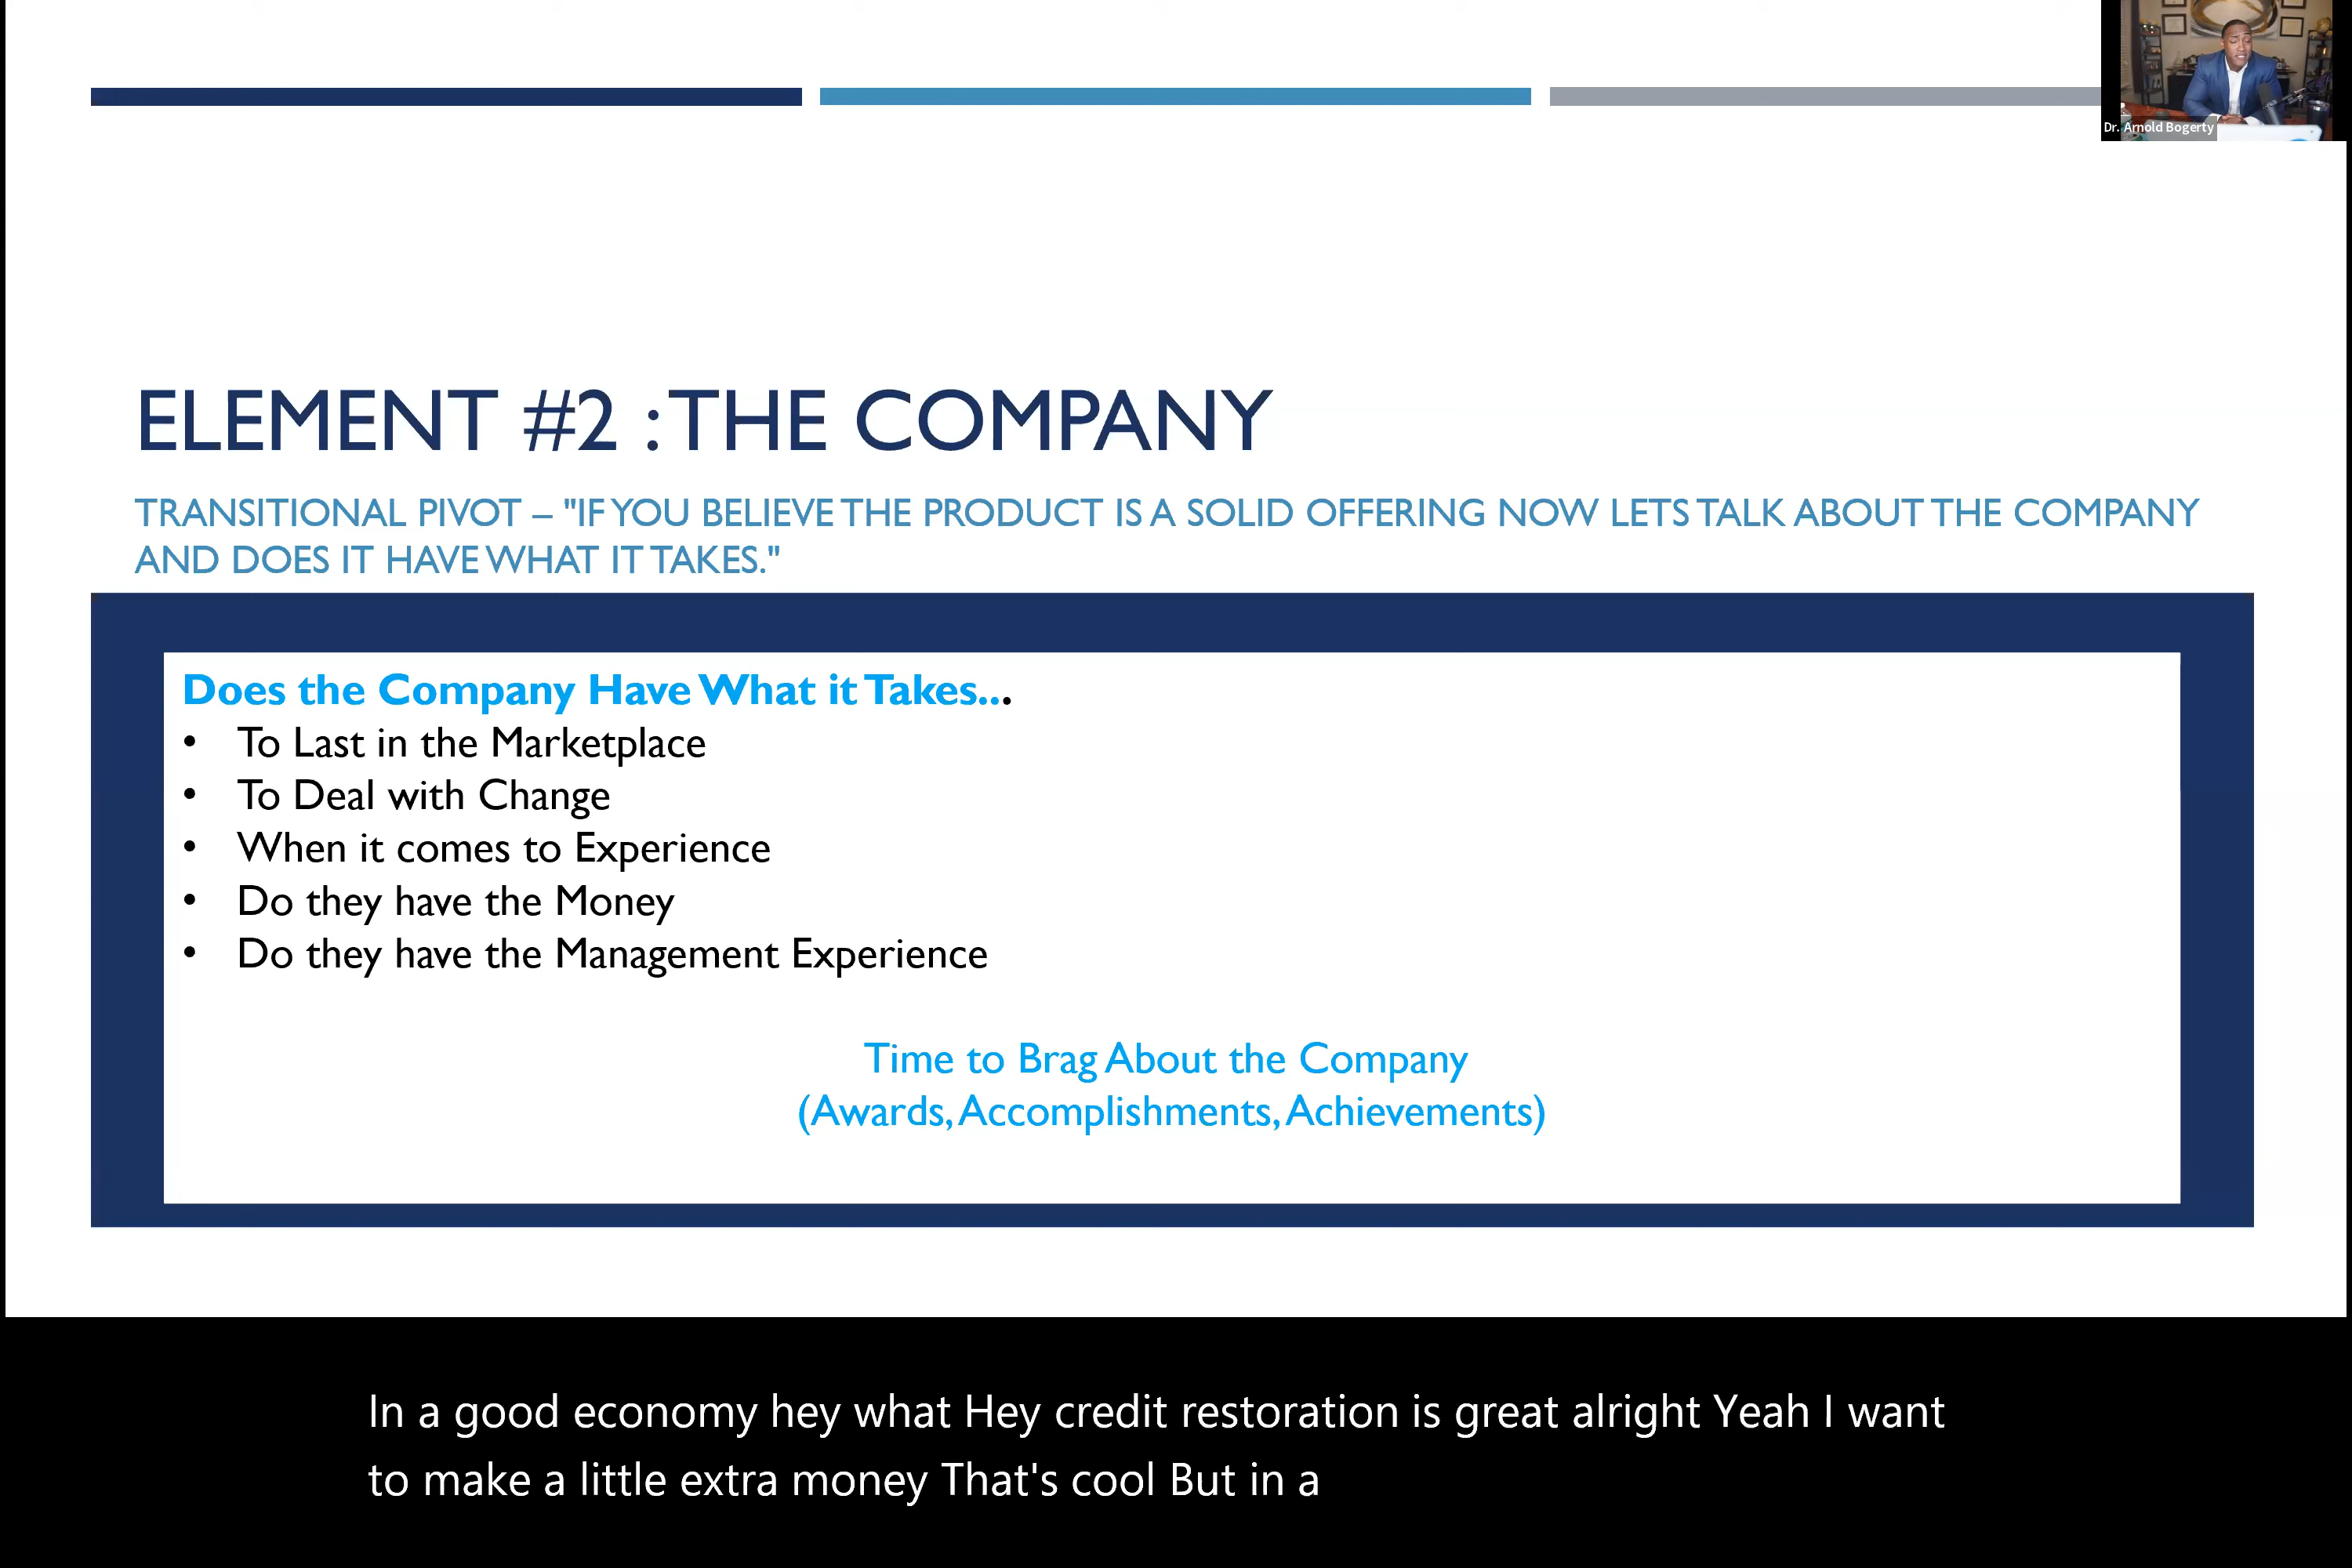 Dr. Arnold Bogerty
ELEMENT #2 : THE COMPANY
TRANSITIONAL PIVOT – "IF YOU BELIEVE THE PRODUCT IS A SOLID OFFERING NOW LETS TALK ABOUT THE COMPANY
AND DOES IT HAVE WHAT IT TAKES."
Does the Company Have What it Takes...
• To Last in the Marketplace
• To Deal with Change
• When it comes to Experience
• Do they have the Money
• Do they have the Management Experience
Time to Brag About the Company
(Awards, Accomplishments, Achievements)
In a good economy hey what Hey credit restoration is great alright Yeah I want
to make a little extra money That's cool But in a